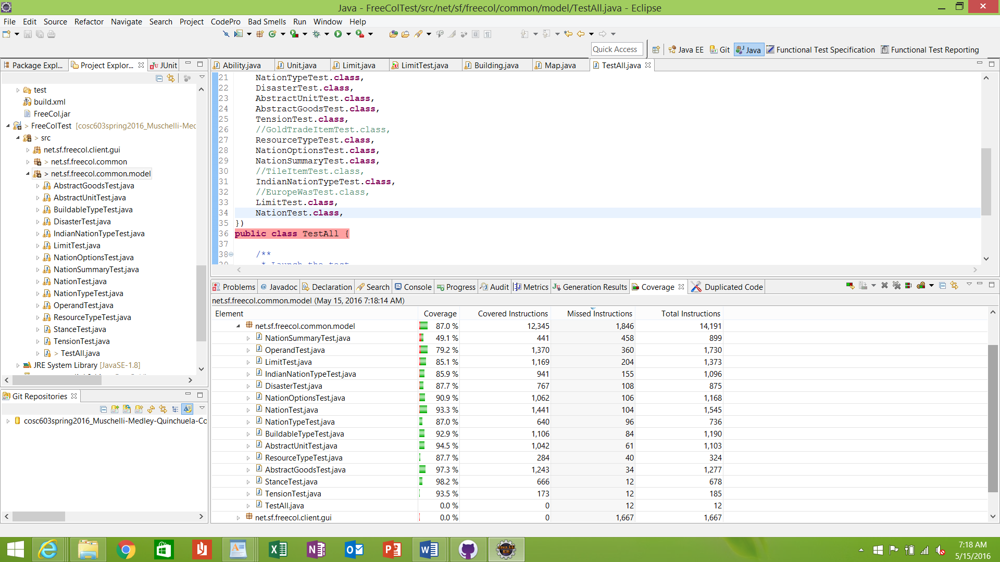 Java - FreeColTest/src/net/sf/freecol/common/model/TestAll.java - Eclipse
File Edit Source Refactor Navigate Search Project CodePro Bad Smells Run Window Help
Quick Access Java EE Git Java Functional Test Specification Functional Test Reporting
Package Expl... Project Explor... JUnit
test
build.xml
FreeCol.jar
> FreeColTest [cosc603spring2016_Muschelli-Med
> src
net.sf.freecol.client.gui
> net.sf.freecol.common
> net.sf.freecol.common.model
AbstractGoodsTest.java
AbstractUnitTest.java
BuildableTypeTest.java
DisasterTest.java
IndianNationTypeTest.java
LimitTest.java
NationOptionsTest.java
NationSummaryTest.java
NationTest.java
NationTypeTest.java
OperandTest.java
ResourceTypeTest.java
StanceTest.java
TensionTest.java
> TestAll.java
JRE System Library [JavaSE-1.8]
Git Repositories
cosc603spring2016_Muschelli-Medley-Quinchuela-Co
Ability.java Unit.java Limit.java LimitTest.java Building.java Map.java TestAll.java
21 NationTypeTest.class,
22 DisasterTest.class,
23 AbstractUnitTest.class,
24 AbstractGoodsTest.class,
25 TensionTest.class,
26 //GoldTradeItemTest.class,
27 ResourceTypeTest.class,
28 NationOptionsTest.class,
29 NationSummaryTest.class,
30 //TileItemTest.class,
31 IndianNationTypeTest.class,
32 //EuropeWasTest.class,
33 LimitTest.class,
34 NationTest.class,
35 })
36 public class TestAll {
37
38 /**
39 * Launch the test
Problems @ Javadoc Declaration Search Console Progress Audit Metrics Generation Results Coverage Duplicated Code
net.sf.freecol.common.model (May 15, 2016 7:18:14 AM)
Element Coverage Covered Instructions Missed Instructions Total Instructions
net.sf.freecol.common.model 87.0 % 12,345 1,846 14,191
NationSummaryTest.java 49.1 % 441 458 899
OperandTest.java 79.2 % 1,370 360 1,730
LimitTest.java 85.1 % 1,169 204 1,373
IndianNationTypeTest.java 85.9 % 941 155 1,096
DisasterTest.java 87.7 % 767 108 875
NationOptionsTest.java 90.9 % 1,062 106 1,168
NationTest.java 93.3 % 1,441 104 1,545
NationTypeTest.java 87.0 % 640 96 736
BuildableTypeTest.java 92.9 % 1,106 84 1,190
AbstractUnitTest.java 94.5 % 1,042 61 1,103
ResourceTypeTest.java 87.7 % 284 40 324
AbstractGoodsTest.java 97.3 % 1,243 34 1,277
StanceTest.java 98.2 % 666 12 678
TensionTest.java 93.5 % 173 12 185
TestAll.java 0.0 % 0 12 12
net.sf.freecol.client.gui 0.0 % 0 1,667 1,667
7:18 AM
5/15/2016